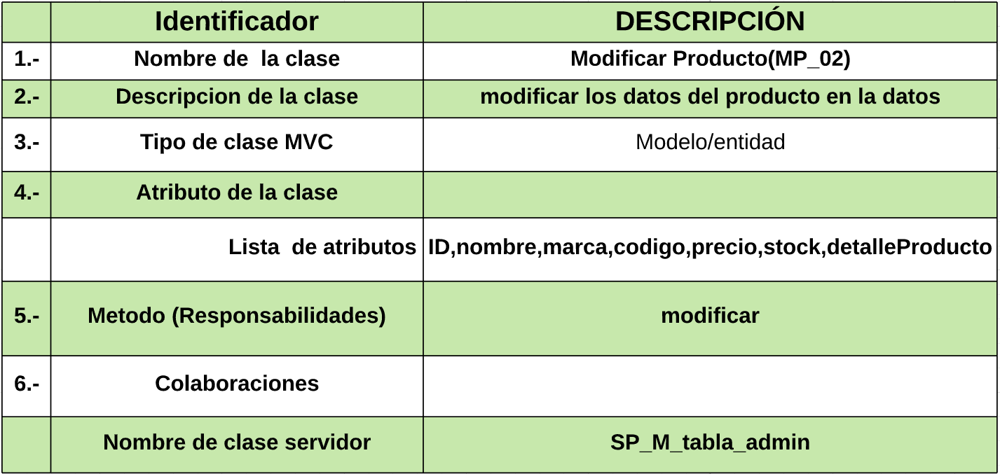 Identificador DESCRIPCIÓN
1.- Nombre de la clase Modificar Producto(MP_02)
2.- Descripcion de la clase modificar los datos del producto en la datos
3.- Tipo de clase MVC Modelo/entidad
4.- Atributo de la clase
Lista de atributos ID,nombre,marca,codigo,precio,stock,detalleProducto
5.- Metodo (Responsabilidades) modificar
6.- Colaboraciones
Nombre de clase servidor SP_M_tabla_admin